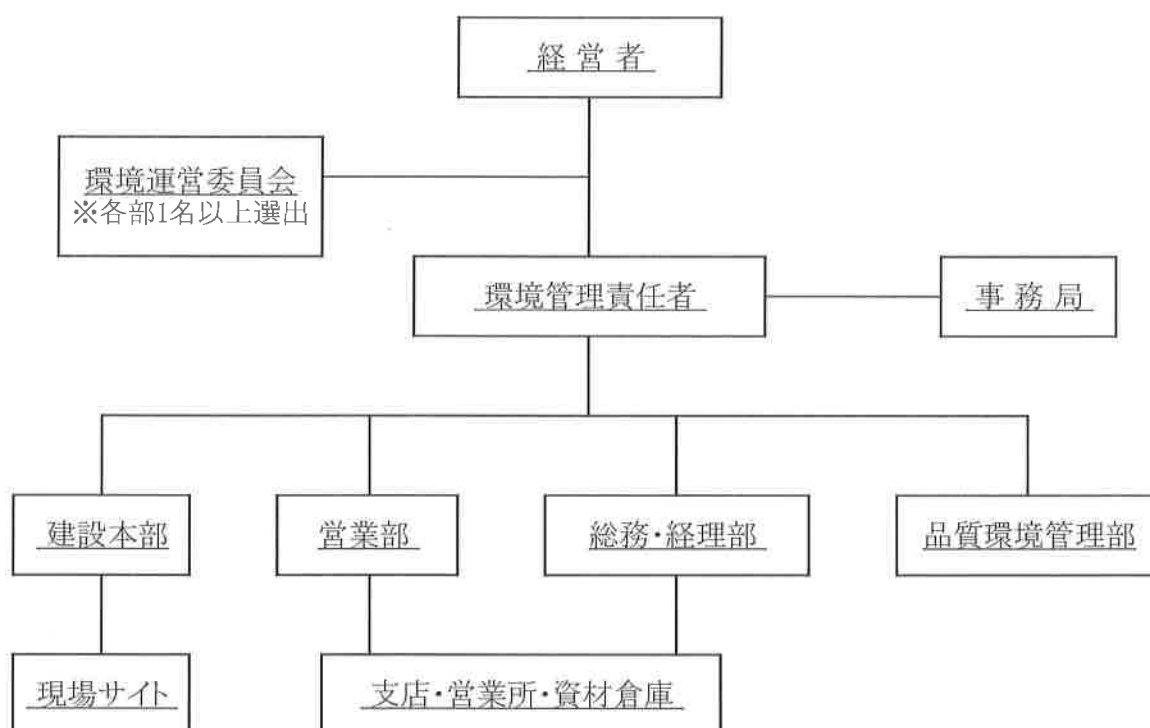 経 営 者
環境運営委員会
※各部1名以上選出
環境管理責任者
事 務 局
建設本部
営業部
総務・経理部
品質環境管理部
現場サイト
支店・営業所・資材倉庫